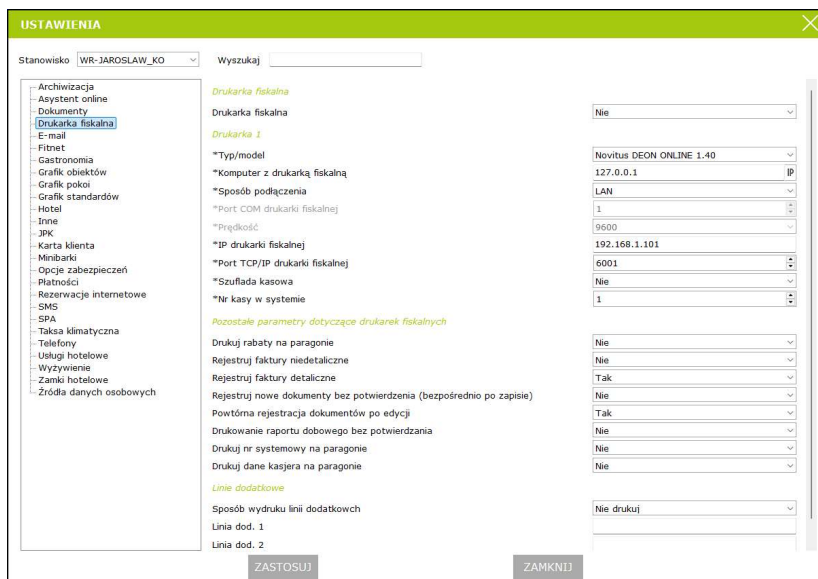 USTAWIENIA
Stanowisko WR-JAROSLAW_KO Wyszukaj
Archiwizacja
Asystent online
Dokumenty
Drukarka fiskalna
E-mail
Fitnet
Gastronomia
Grafik obiektów
Grafik pokoi
Grafik standardów
Hotel
Inne
JPK
Karta klienta
Minibarki
Opcje zabezpieczeń
Płatności
Rezerwacje internetowe
SMS
SPA
Taksa klimatyczna
Telefony
Usługi hotelowe
Wyżywienie
Zamki hotelowe
Źródła danych osobowych
Drukarka fiskalna
Drukarka fiskalna Nie
Drukarka 1
*Typ/model Novitus DEON ONLINE 1.40
*Komputer z drukarką fiskalną 127.0.0.1 IP
*Sposób podłączenia LAN
*Port COM drukarki fiskalnej 1
*Prędkość 9600
*IP drukarki fiskalnej 192.168.1.101
*Port TCP/IP drukarki fiskalnej 6001
*Szuflada kasowa Nie
*Nr kasy w systemie 1
Pozostałe parametry dotyczące drukarek fiskalnych
Drukuj rabaty na paragonie Nie
Rejestruj faktury niedetaliczne Nie
Rejestruj faktury detaliczne Tak
Rejestruj nowe dokumenty bez potwierdzenia (bezpośrednio po zapisie) Nie
Powtórna rejestracja dokumentów po edycji Tak
Drukowanie raportu dobowego bez potwierdzania Nie
Drukuj nr systemowy na paragonie Nie
Drukuj dane kasjera na paragonie Nie
Linie dodatkowe
Sposób wydruku linii dodatkowch Nie drukuj
Linia dod. 1
Linia dod. 2
ZASTOSUJ ZAMKNIJ